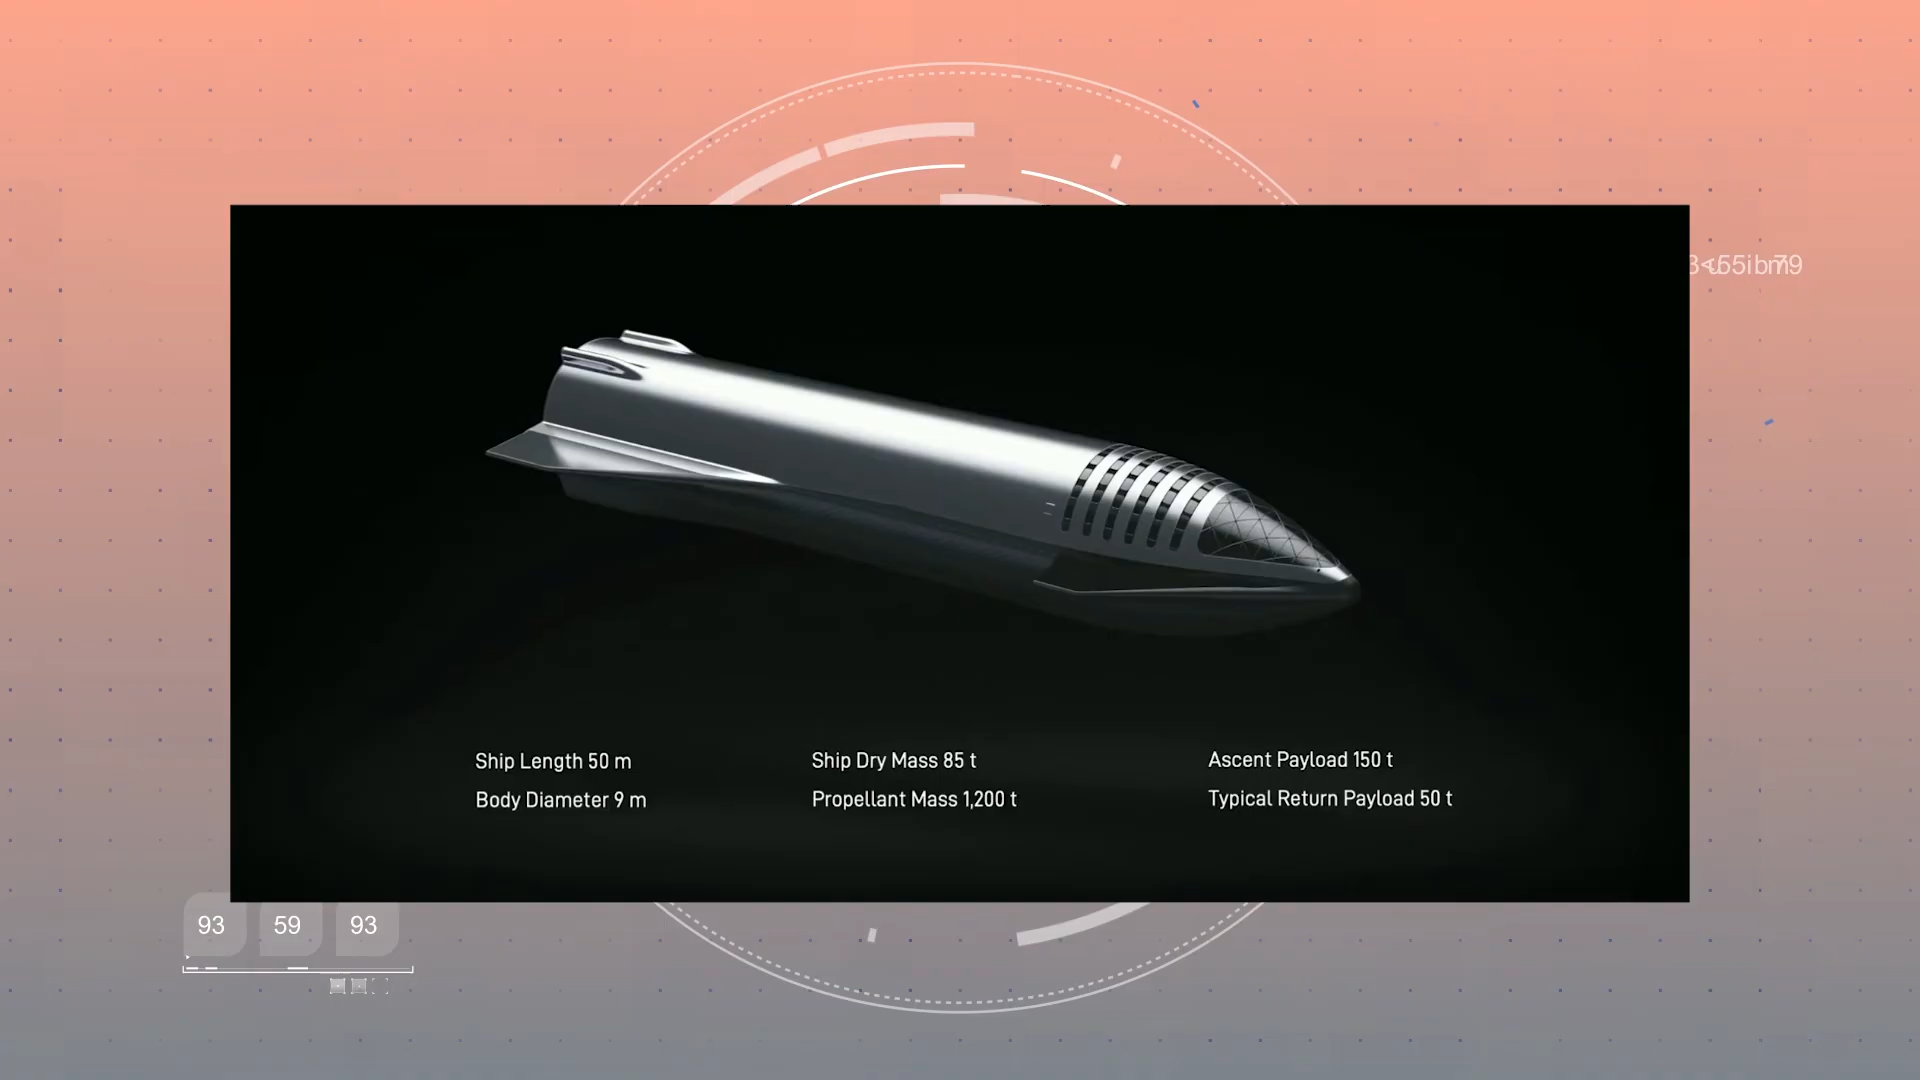 Ship Length 50 m
Body Diameter 9 m
Ship Dry Mass 85 t
Propellant Mass 1,200 t
Ascent Payload 150 t
Typical Return Payload 50 t
93 59 93